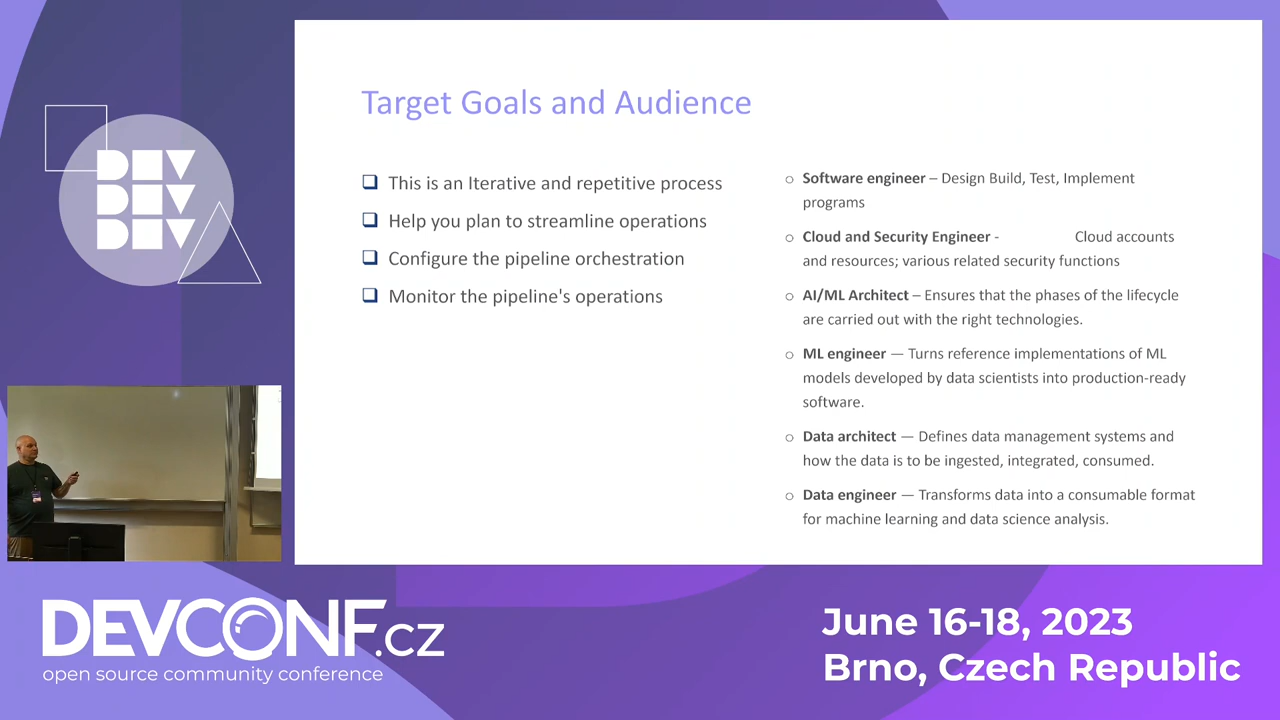 DEV
DEV
DEV
Target Goals and Audience
This is an Iterative and repetitive process
Help you plan to streamline operations
Configure the pipeline orchestration
Monitor the pipeline's operations
Software engineer – Design Build, Test, Implement
programs
Cloud and Security Engineer - Cloud accounts
and resources; various related security functions
AI/ML Architect – Ensures that the phases of the lifecycle
are carried out with the right technologies.
ML engineer — Turns reference implementations of ML
models developed by data scientists into production-ready
software.
Data architect — Defines data management systems and
how the data is to be ingested, integrated, consumed.
Data engineer — Transforms data into a consumable format
for machine learning and data science analysis.
DEVCONF.CZ
open source community conference
June 16-18, 2023
Brno, Czech Republic